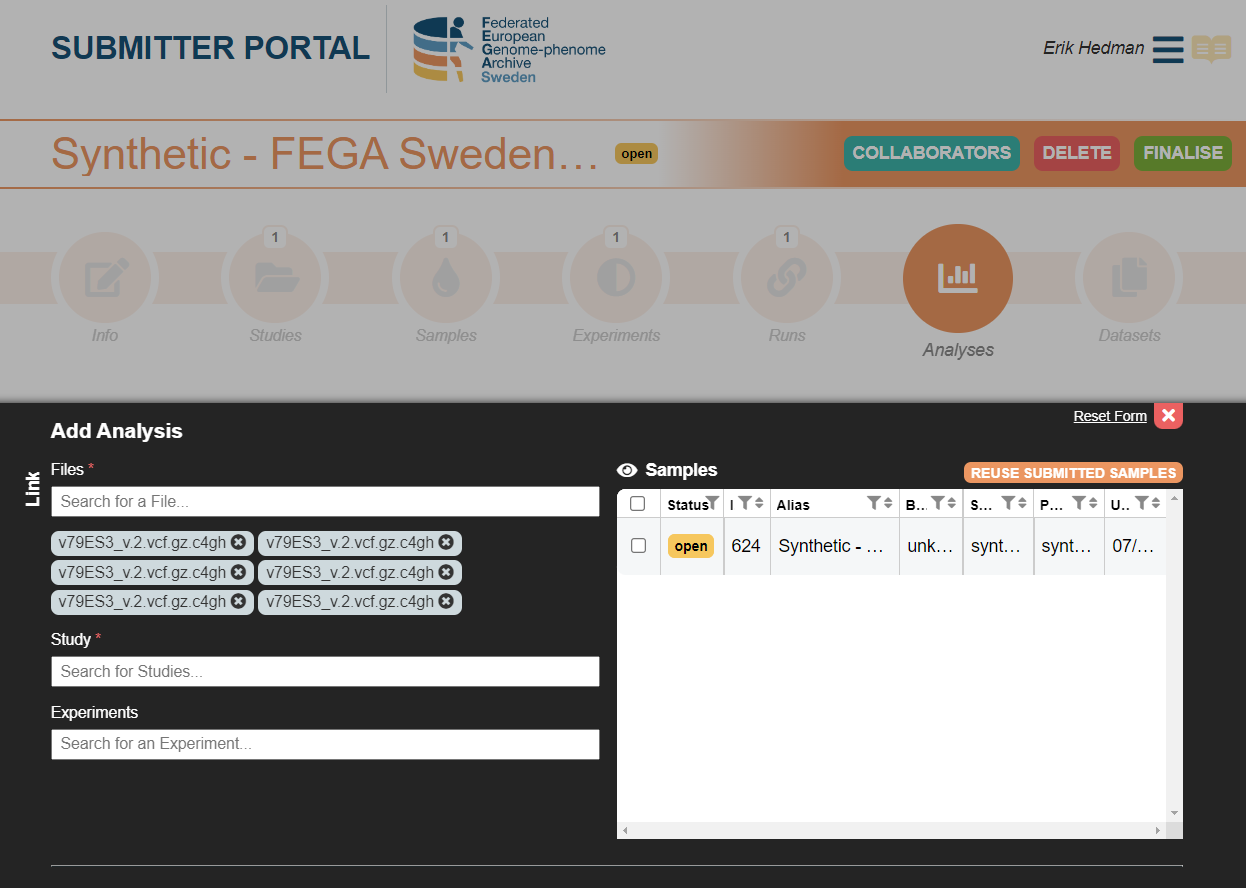 SUBMITTER PORTAL
Federated
European
Genome-phenome
Archive
Sweden
Erik Hedman
Synthetic - FEGA Sweden...
open
COLLABORATORS
DELETE
FINALISE
1
1
1
1
Info
Studies
Samples
Experiments
Runs
Analyses
Datasets
Reset Form
Add Analysis
Link
Files *
Search for a File...
v79ES3_v.2.vcf.gz.c4gh
v79ES3_v.2.vcf.gz.c4gh
v79ES3_v.2.vcf.gz.c4gh
v79ES3_v.2.vcf.gz.c4gh
v79ES3_v.2.vcf.gz.c4gh
v79ES3_v.2.vcf.gz.c4gh
Study *
Search for Studies...
Experiments
Search for an Experiment...
Samples
REUSE SUBMITTED SAMPLES
Status I Alias B... S... P... U...
open 624 Synthetic - ... unk... synt... synt... 07/...